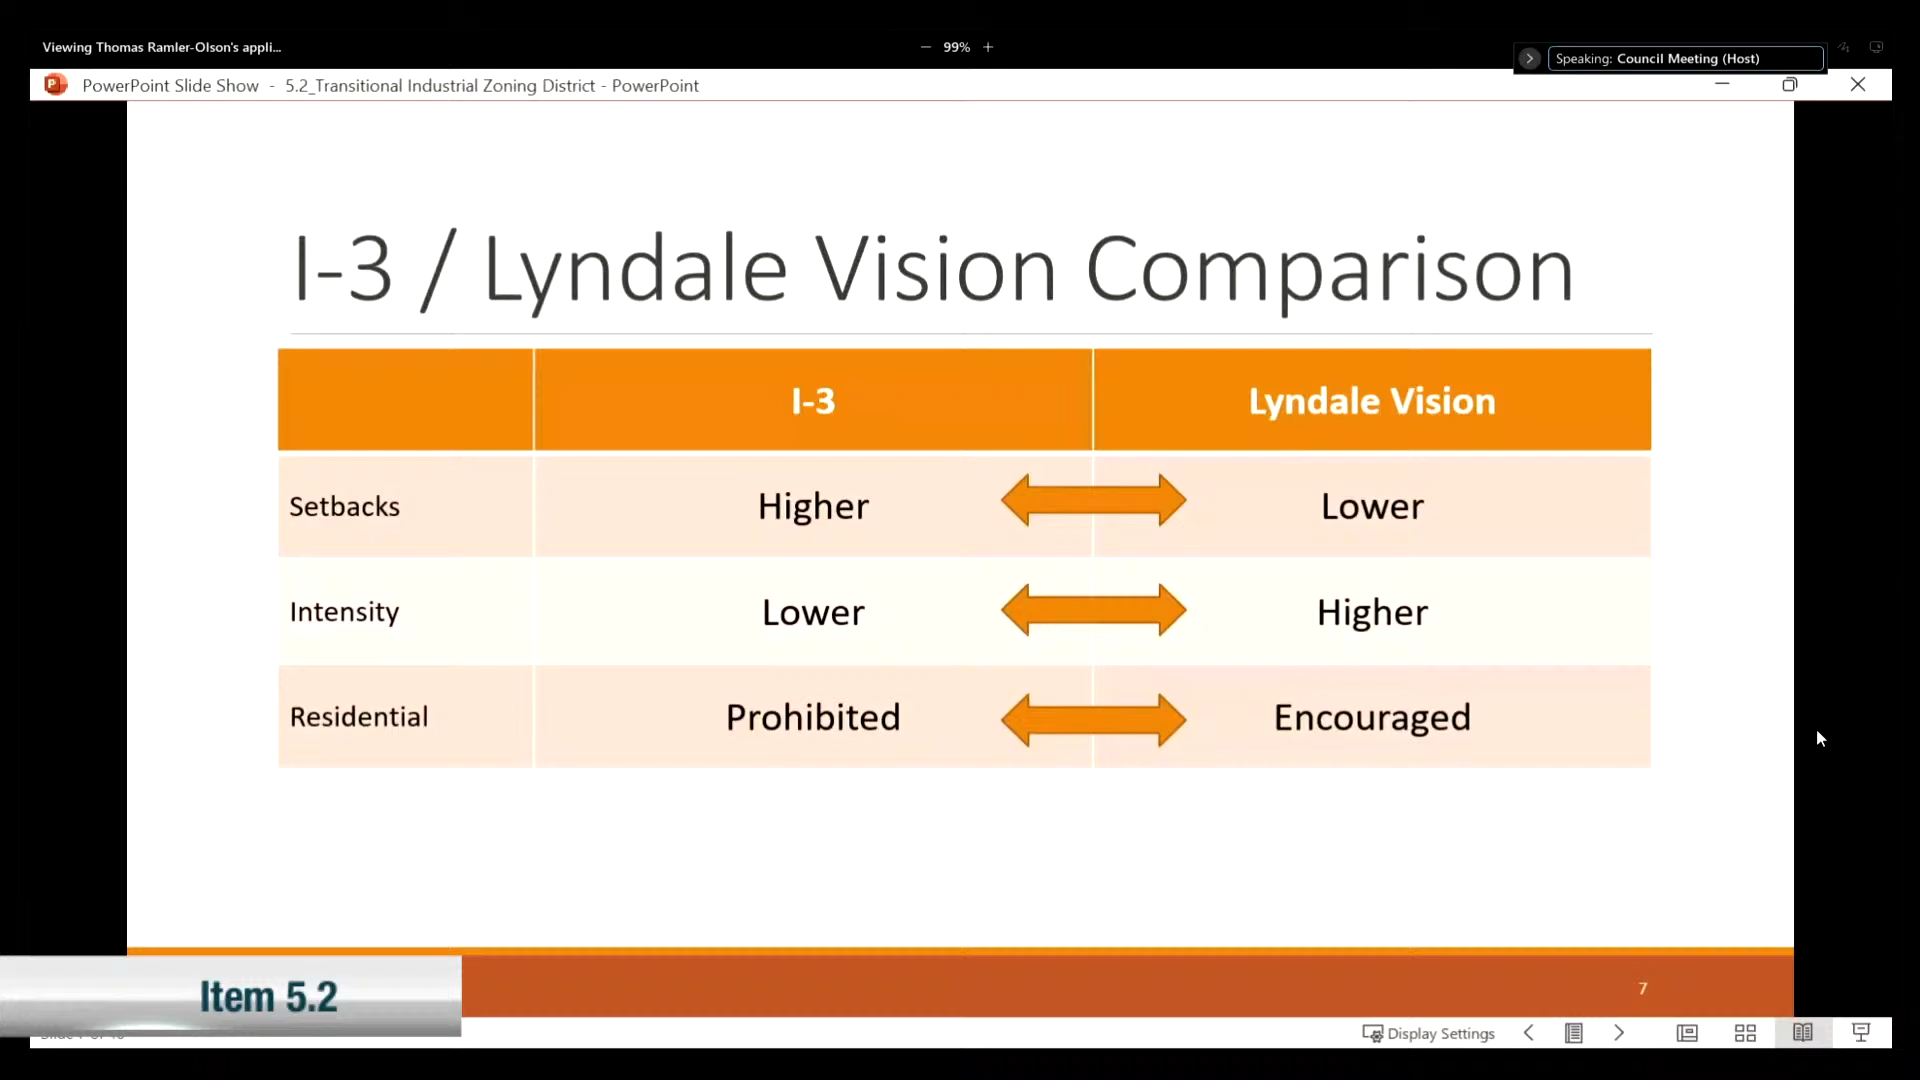 Viewing Thomas Ramler-Olson's appli...
99%
Speaking: Council Meeting (Host)
PowerPoint Slide Show - 5.2_Transitional Industrial Zoning District - PowerPoint
I-3 / Lyndale Vision Comparison
I-3 Lyndale Vision
Setbacks Higher Lower
Intensity Lower Higher
Residential Prohibited Encouraged
7
Item 5.2
Display Settings